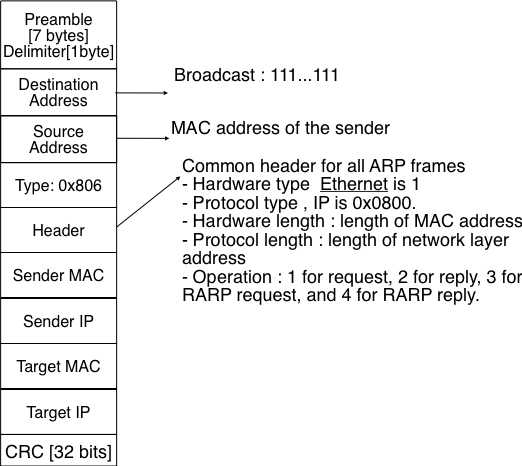 Preamble
[7 bytes]
Delimiter[1byte]
Destination
Address
Broadcast : 111...111
Source
Address
MAC address of the sender
Type: 0x806
Header
Common header for all ARP frames
- Hardware type  Ethernet is 1
- Protocol type , IP is 0x0800.
- Hardware length : length of MAC address
- Protocol length : length of network layer
address
- Operation : 1 for request, 2 for reply, 3 for
RARP request, and 4 for RARP reply.
Sender MAC
Sender IP
Target MAC
Target IP
CRC [32 bits]